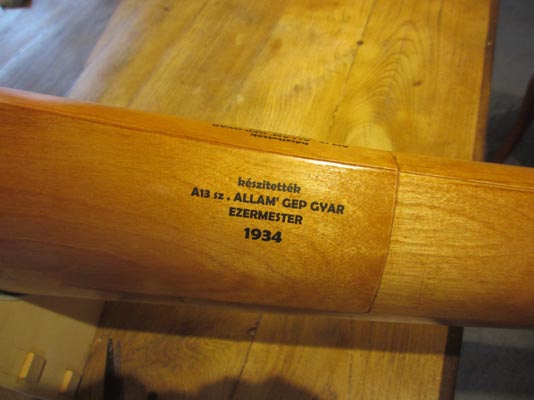 készitették
A13 sz . ALLAM' GEP GYAR
EZERMESTER
1934